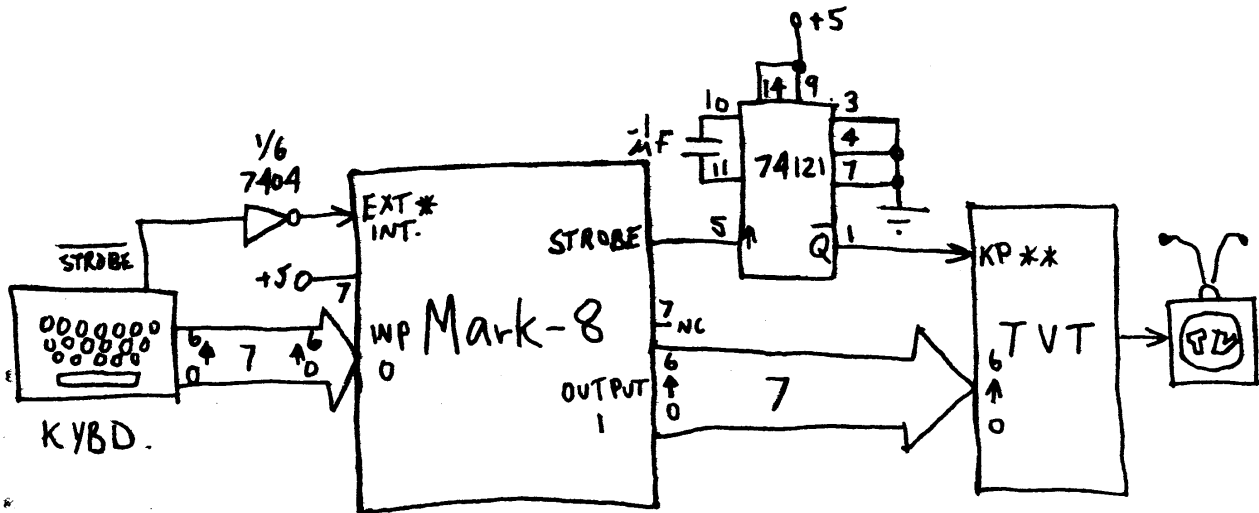 +5
14 9
10 3
1/6
7404
.1
µF
4
11 74121 7
EXT *
INT.
STROBE
STROBE 5 Q̅ 1
KP **
+5 7
7
NC
6 6
7
0 0
INP
0
Mark-8
6
0
7
OUTPUT
1
TVT
6
0
TV
KYBD.